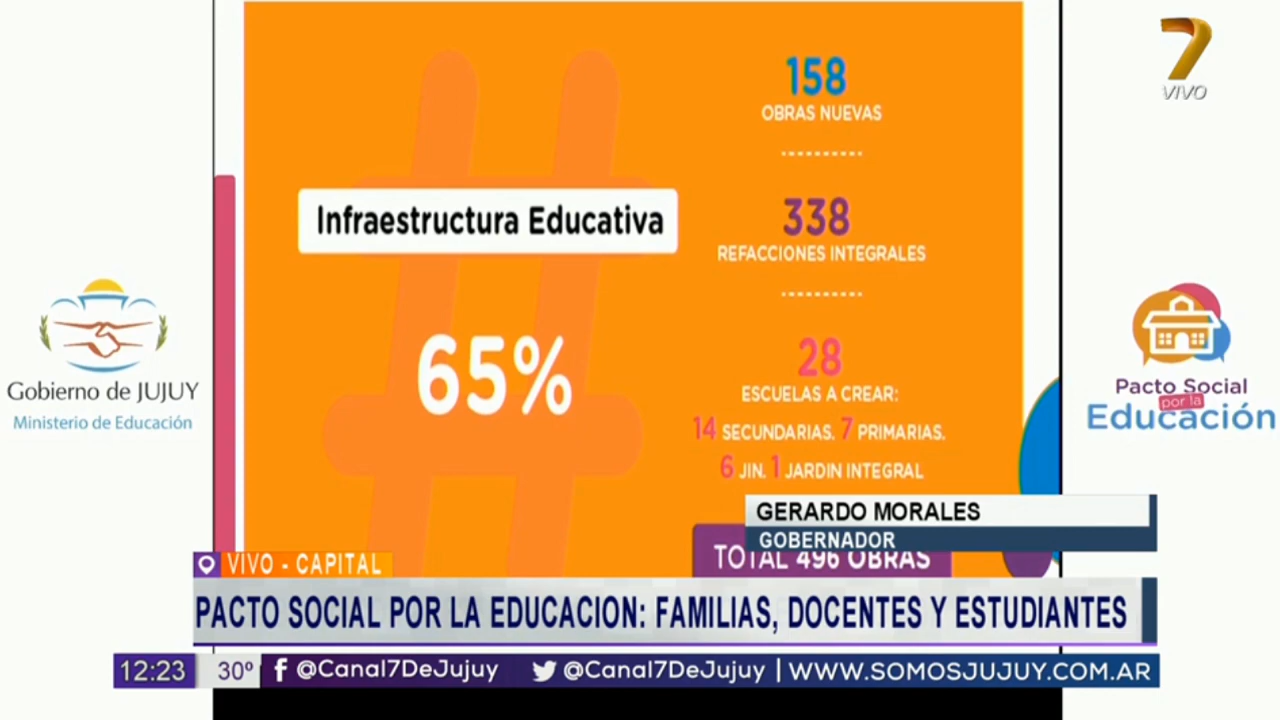 7
VIVO
158
OBRAS NUEVAS
338
REFACCIONES INTEGRALES
28
ESCUELAS A CREAR:
14 SECUNDARIAS. 7 PRIMARIAS.
6 JIN. 1 JARDIN INTEGRAL
TOTAL 496 OBRAS
Infraestructura Educativa
65%
Gobierno de JUJUY
Ministerio de Educación
Pacto Social
por la
Educación
GERARDO MORALES
GOBERNADOR
VIVO - CAPITAL
PACTO SOCIAL POR LA EDUCACION: FAMILIAS, DOCENTES Y ESTUDIANTES
12:23 30º @Canal7DeJujuy @Canal7DeJujuy | WWW.SOMOSJUJUY.COM.AR